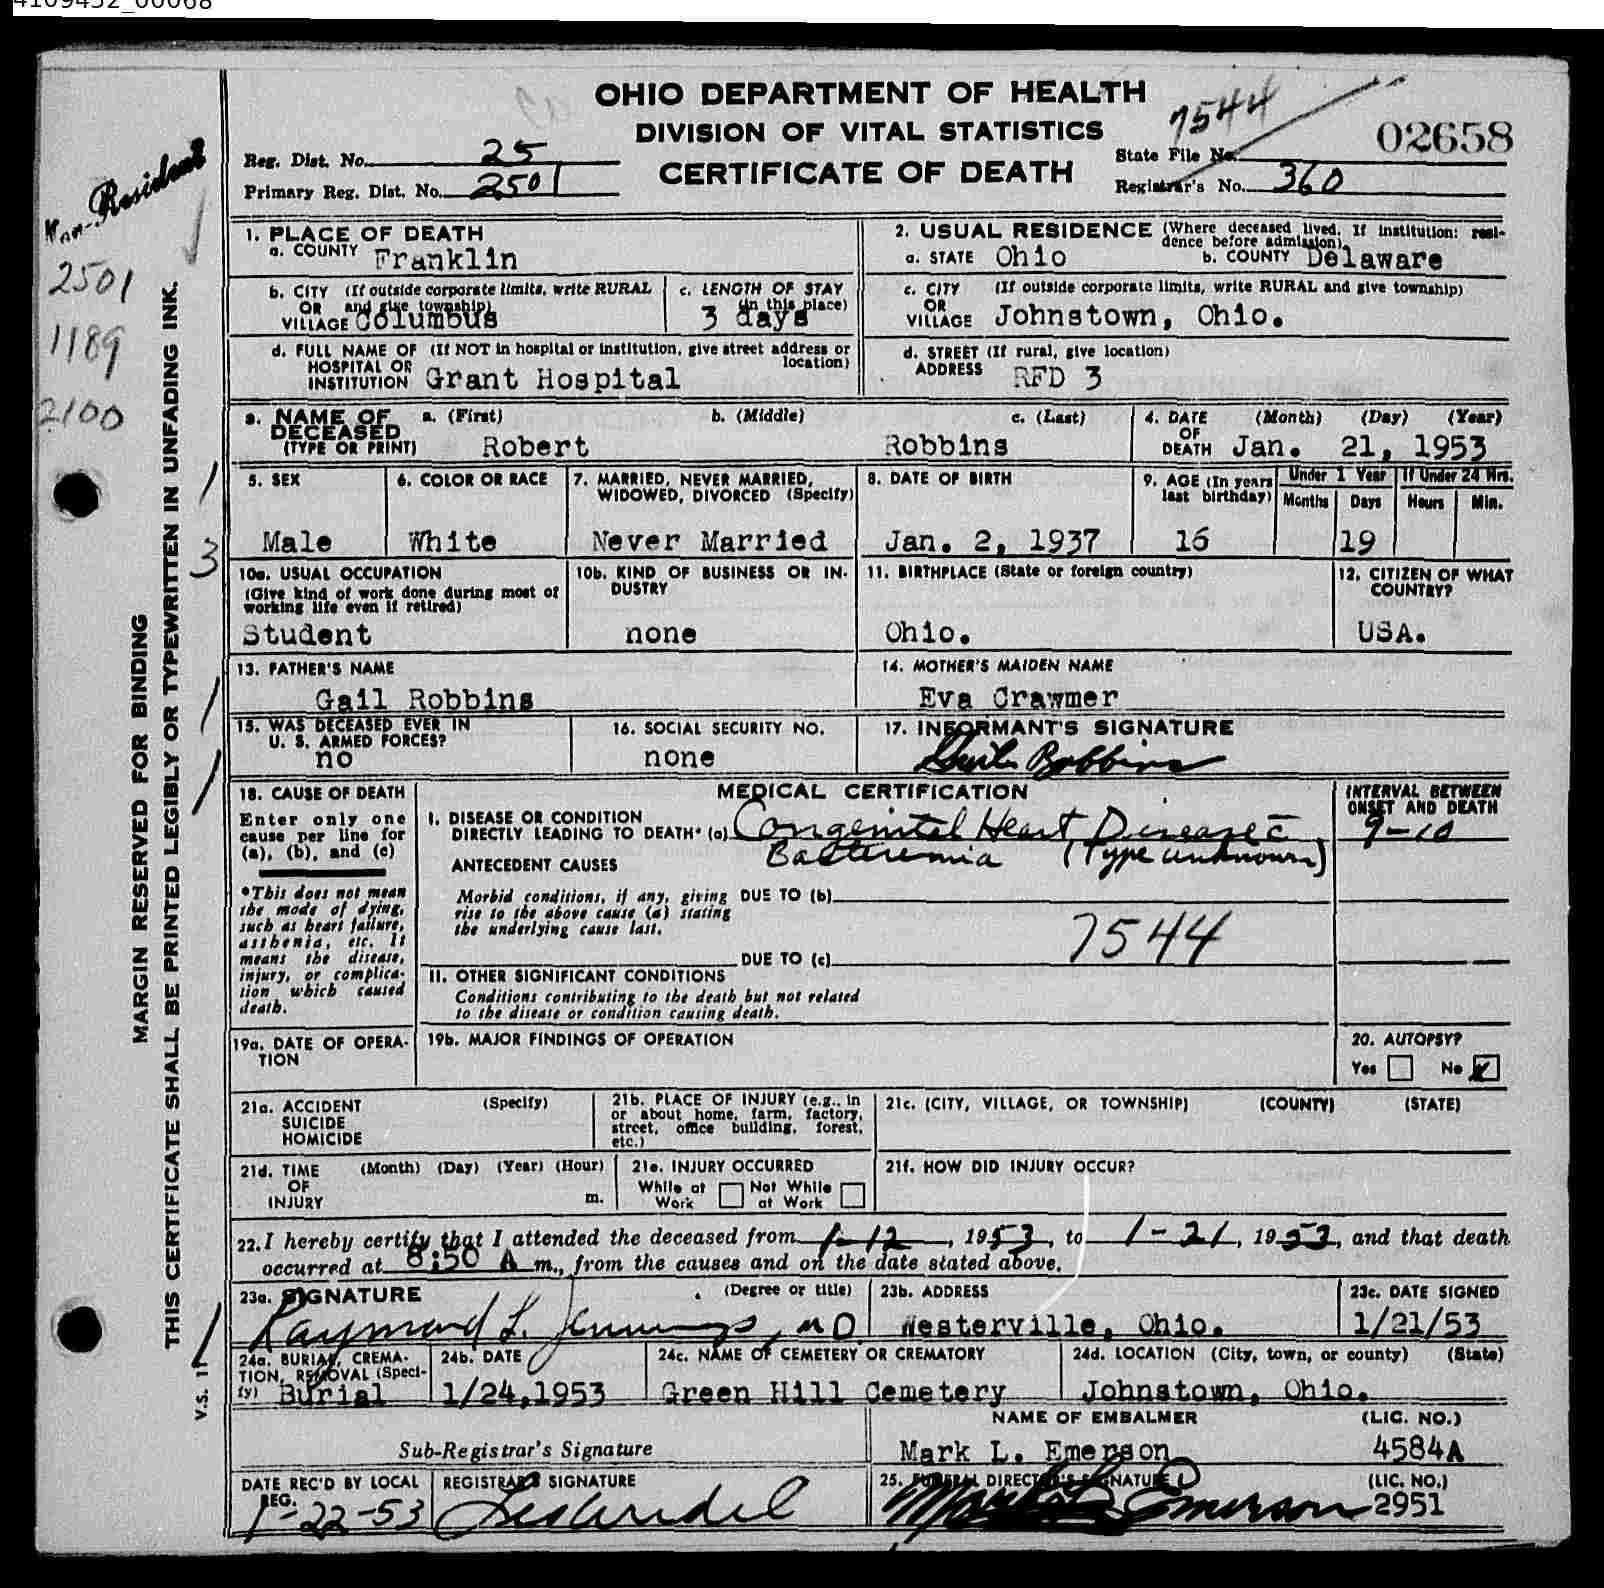 4109452_00068
OHIO DEPARTMENT OF HEALTH
DIVISION OF VITAL STATISTICS
CERTIFICATE OF DEATH
Reg. Dist. No. 25
Primary Reg. Dist. No. 2501
7544
State File No.
02658
Registrar's No. 360
Non-Resident
2501
1189
2100
3
MARGIN RESERVED FOR BINDING
THIS CERTIFICATE SHALL BE PRINTED LEGIBLY OR TYPEWRITTEN IN UNFADING INK.
V.S. 11
1. PLACE OF DEATH
a. COUNTY Franklin
b. CITY (If outside corporate limits, write RURAL
OR and give township)
VILLAGE Columbus
c. LENGTH OF STAY
(in this place)
3 days
d. FULL NAME OF (If NOT in hospital or institution, give street address or
HOSPITAL OR location)
INSTITUTION Grant Hospital
2. USUAL RESIDENCE (Where deceased lived. If institution: resi-
dence before admission).
a. STATE Ohio b. COUNTY Delaware
c. CITY (If outside corporate limits, write RURAL and give township)
OR
VILLAGE Johnstown, Ohio.
d. STREET (If rural, give location)
ADDRESS RFD 3
3. NAME OF a. (First) b. (Middle) c. (Last)
DECEASED
(TYPE OR PRINT) Robert Robbins
4. DATE (Month) (Day) (Year)
OF
DEATH Jan. 21, 1953
5. SEX
Male
6. COLOR OR RACE
White
7. MARRIED, NEVER MARRIED,
WIDOWED, DIVORCED (Specify)
Never Married
8. DATE OF BIRTH
Jan. 2, 1937
9. AGE (In years
last birthday)
16
Under 1 Year
Months Days
19
If Under 24 Hrs.
Hours Min.
10a. USUAL OCCUPATION
(Give kind of work done during most of
working life even if retired)
Student
10b. KIND OF BUSINESS OR IN-
DUSTRY
none
11. BIRTHPLACE (State or foreign country)
Ohio.
12. CITIZEN OF WHAT
COUNTRY?
USA.
13. FATHER'S NAME
Gail Robbins
14. MOTHER'S MAIDEN NAME
Eva Crawmer
15. WAS DECEASED EVER IN
U. S. ARMED FORCES?
no
16. SOCIAL SECURITY NO.
none
17. INFORMANT'S SIGNATURE
Robbins
18. CAUSE OF DEATH
Enter only one
cause per line for
(a), (b), and (c)
*This does not mean
the mode of dying,
such as heart failure,
asthenia, etc. It
means the disease,
injury, or complica-
tion which caused
death.
MEDICAL CERTIFICATION
I. DISEASE OR CONDITION
DIRECTLY LEADING TO DEATH* (a) Congenital Heart Disease c̄
Bacteremia (Type unknown)
ANTECEDENT CAUSES
Morbid conditions, if any, giving DUE TO (b)
rise to the above cause (a) stating
the underlying cause last.
7544
DUE TO (c)
II. OTHER SIGNIFICANT CONDITIONS
Conditions contributing to the death but not related
to the disease or condition causing death.
INTERVAL BETWEEN
ONSET AND DEATH
9-10
19a. DATE OF OPERA-
TION
19b. MAJOR FINDINGS OF OPERATION
20. AUTOPSY?
Yes No
21a. ACCIDENT (Specify)
SUICIDE
HOMICIDE
21b. PLACE OF INJURY (e.g., in
or about home, farm, factory,
street, office building, forest,
etc.)
21c. (CITY, VILLAGE, OR TOWNSHIP) (COUNTY) (STATE)
21d. TIME (Month) (Day) (Year) (Hour)
OF
INJURY m.
21e. INJURY OCCURRED
While at Not While
Work at Work
21f. HOW DID INJURY OCCUR?
22. I hereby certify that I attended the deceased from 1-12, 1953, to 1-21, 1953, and that death
occurred at 8:50 A m., from the causes and on the date stated above.
23a. SIGNATURE (Degree or title)
Raymond L. Jennings, MD
23b. ADDRESS
Westerville, Ohio.
23c. DATE SIGNED
1/21/53
24a. BURIAL, CREMA-
TION, REMOVAL (Speci-
fy) Burial
24b. DATE
1/24,1953
24c. NAME OF CEMETERY OR CREMATORY
Green Hill Cemetery
24d. LOCATION (City, town, or county) (State)
Johnstown, Ohio.
Sub-Registrar's Signature
NAME OF EMBALMER (LIC. NO.)
Mark L. Emerson 4584A
DATE REC'D BY LOCAL
REG.
1-22-53
REGISTRAR'S SIGNATURE
25. FUNERAL DIRECTOR'S SIGNATURE (LIC. NO.)
Emerson 2951